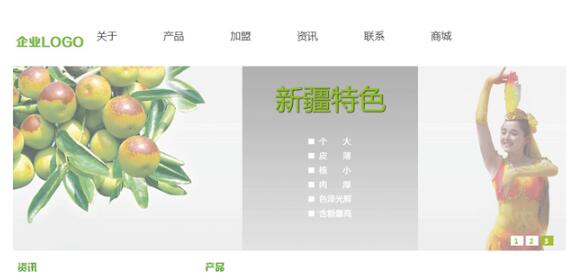 企业LOGO 关于 产品 加盟 资讯 联系 商城
新疆特色
■ 个 大
■ 皮 薄
■ 核 小
■ 肉 厚
■ 色泽光鲜
■ 含糖量高
1 2 3
资讯 产品